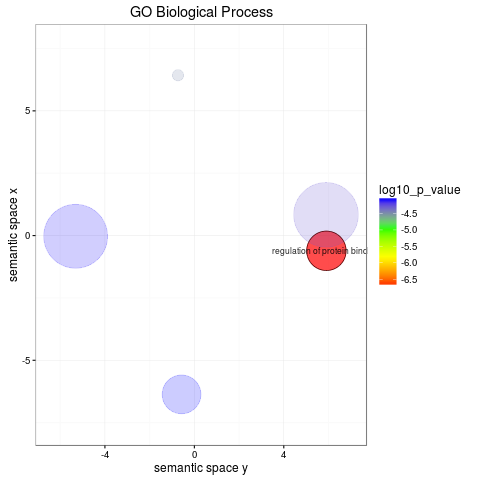 GO Biological Process
semantic space x
5
0
-5
regulation of protein bind
-4
0
4
semantic space y
log10_p_value
-4.5
-5.0
-5.5
-6.0
-6.5